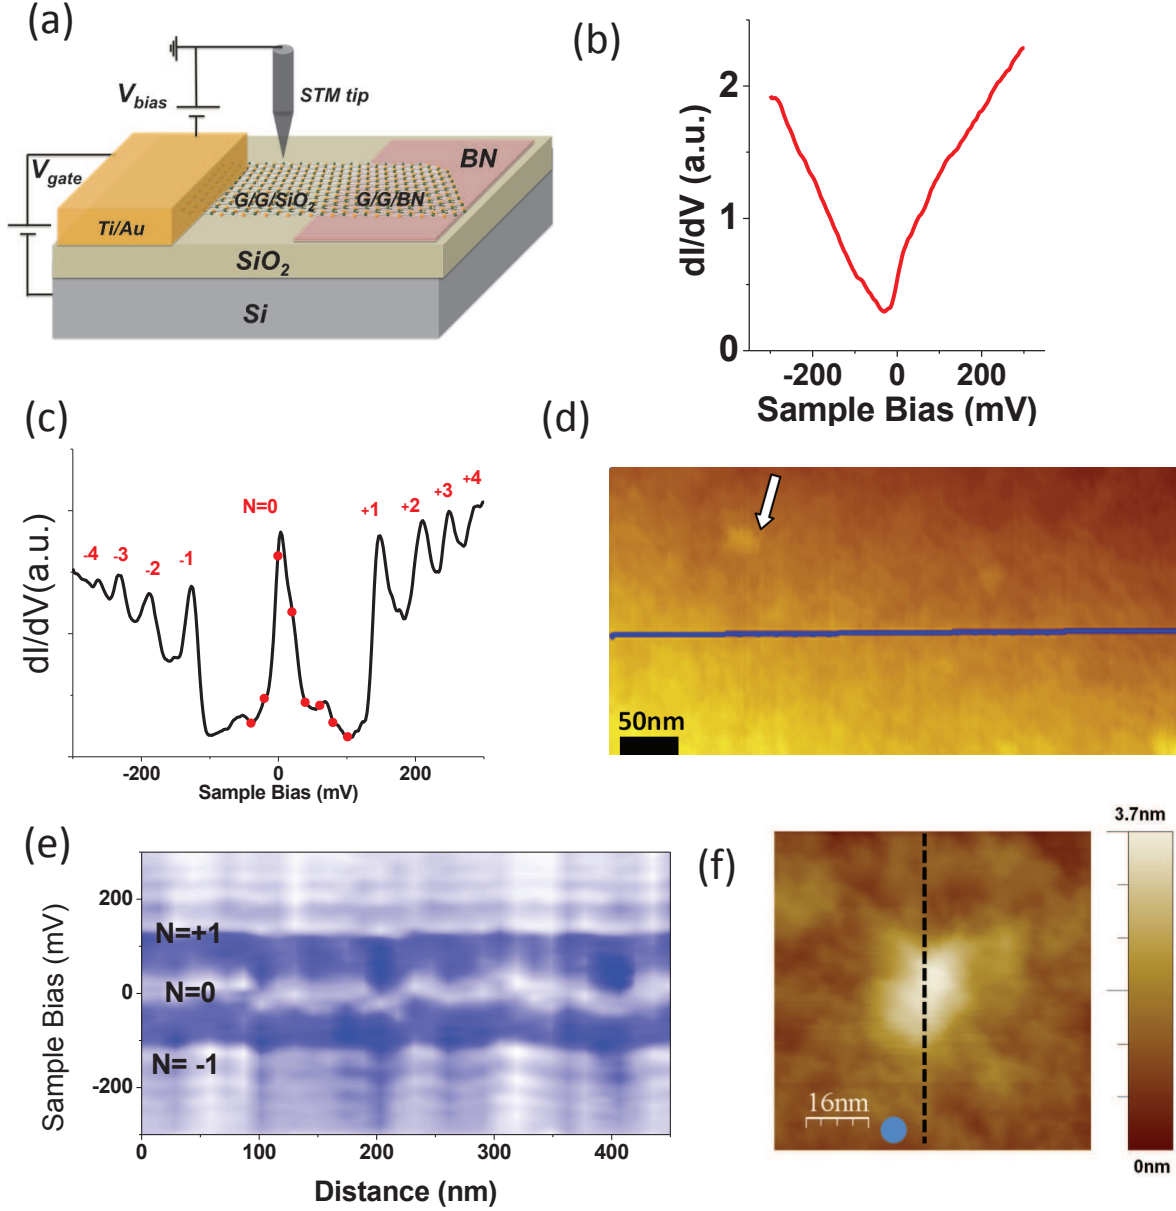 (a)
V_bias
STM tip
V_gate
BN
G/G/SiO₂
G/G/BN
Ti/Au
SiO₂
Si
(b)
dI/dV (a.u.)
2
1
0
-200
0
200
Sample Bias (mV)
(c)
dI/dV(a.u.)
-4
-3
-2
-1
N=0
+1
+2
+3
+4
-200
0
200
Sample Bias (mV)
(d)
50nm
(e)
Sample Bias (mV)
200
0
-200
N=+1
N=0
N= -1
0
100
200
300
400
Distance (nm)
(f)
16nm
3.7nm
0nm